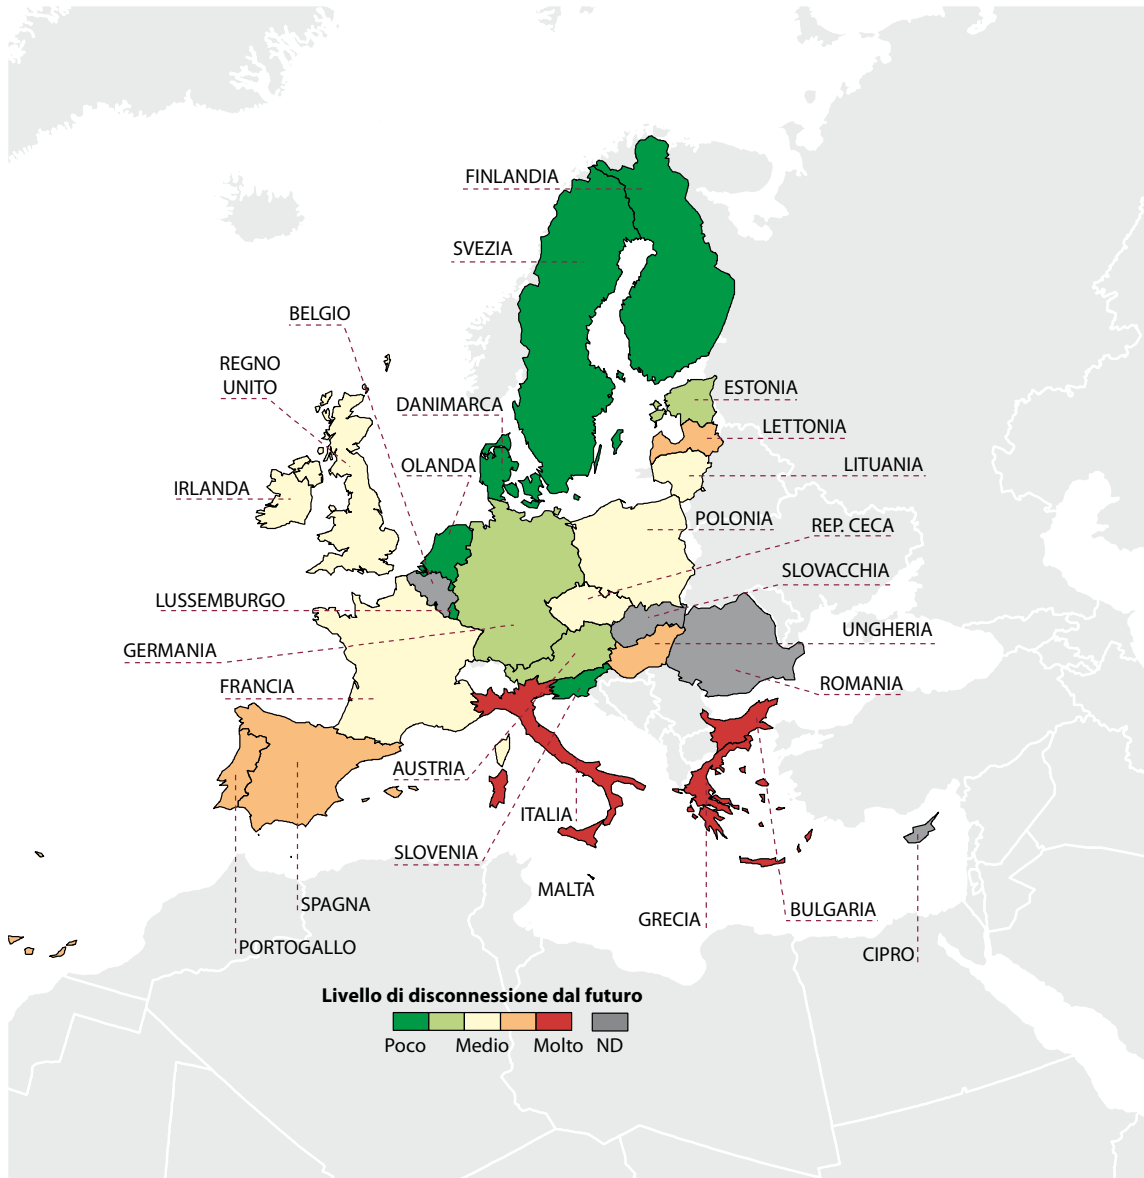 FINLANDIA
SVEZIA
BELGIO
REGNO
UNITO
DANIMARCA
ESTONIA
LETTONIA
OLANDA
LITUANIA
IRLANDA
POLONIA
REP. CECA
SLOVACCHIA
LUSSEMBURGO
UNGHERIA
GERMANIA
ROMANIA
FRANCIA
AUSTRIA
ITALIA
SLOVENIA
MALTA
SPAGNA
GRECIA
BULGARIA
PORTOGALLO
CIPRO
Livello di disconnessione dal futuro
Poco Medio Molto ND